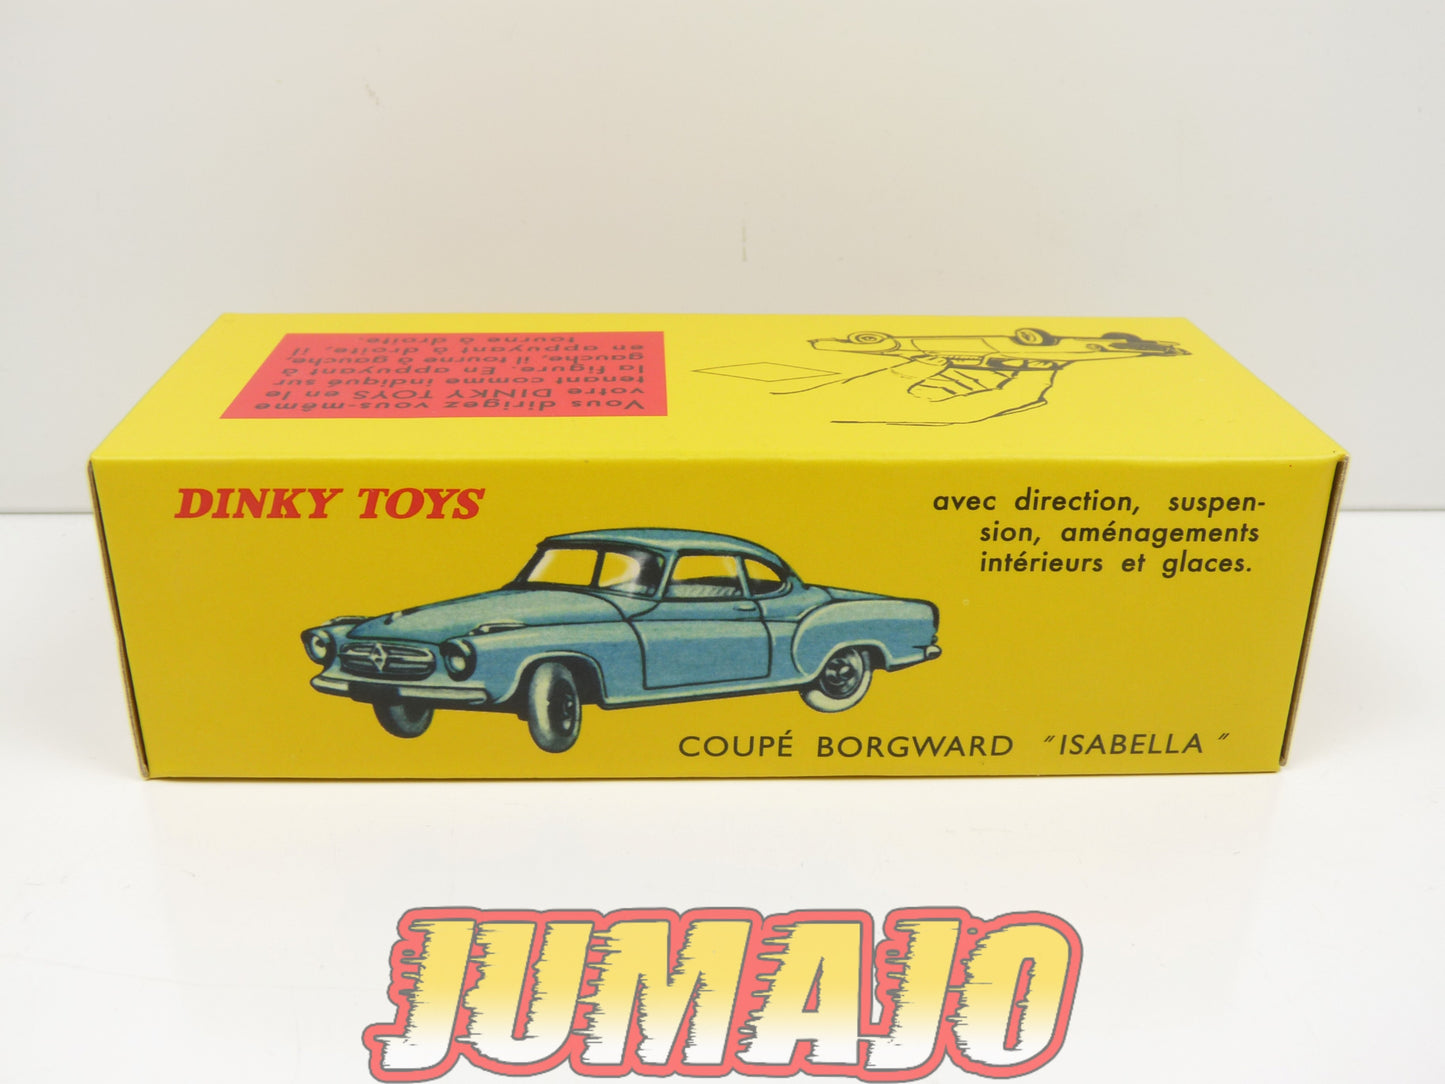 Vous dirigez vous-même
votre DINKY TOYS en le
tenant comme indiqué sur
la figure. En appuyant à
gauche, il tourne à gauche,
en appuyant à droite, il
tourne à droite.
DINKY TOYS
avec direction, suspen-
sion, aménagements
intérieurs et glaces.
COUPÉ BORGWARD "ISABELLA"
JUMAJO